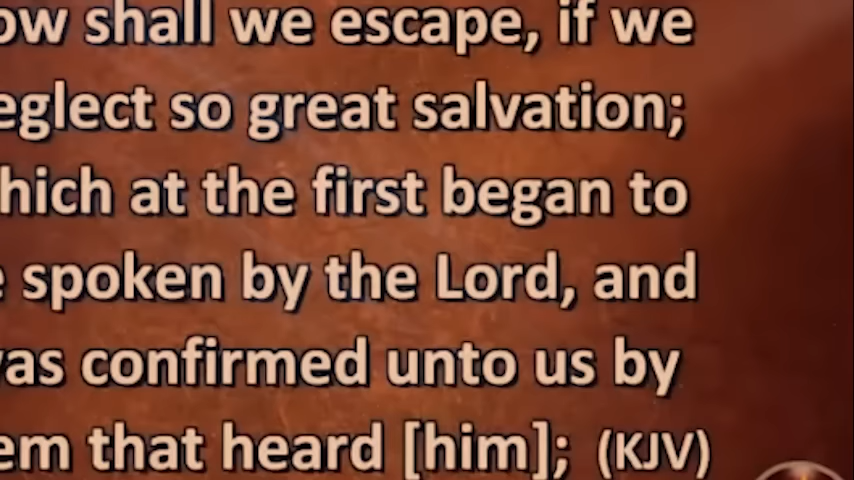 ow shall we escape, if we
eglect so great salvation;
hich at the first began to
e spoken by the Lord, and
was confirmed unto us by
em that heard [him]; (KJV)